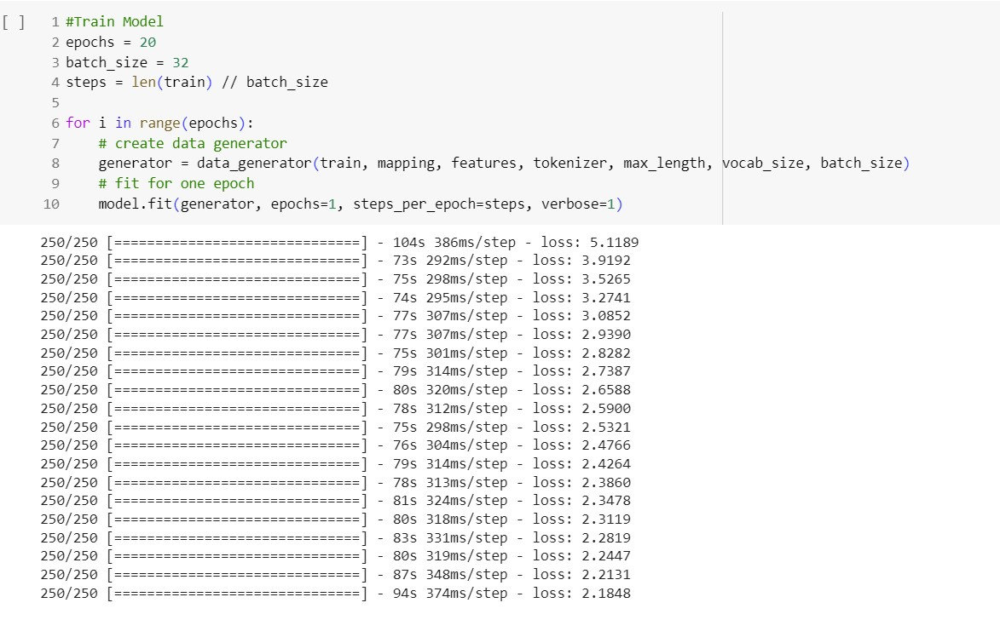 [ ]
1 #Train Model
2 epochs = 20
3 batch_size = 32
4 steps = len(train) // batch_size
5
6 for i in range(epochs):
7     # create data generator
8     generator = data_generator(train, mapping, features, tokenizer, max_length, vocab_size, batch_size)
9     # fit for one epoch
10     model.fit(generator, epochs=1, steps_per_epoch=steps, verbose=1)
250/250 [==============================] - 104s 386ms/step - loss: 5.1189
250/250 [==============================] - 73s 292ms/step - loss: 3.9192
250/250 [==============================] - 75s 298ms/step - loss: 3.5265
250/250 [==============================] - 74s 295ms/step - loss: 3.2741
250/250 [==============================] - 77s 307ms/step - loss: 3.0852
250/250 [==============================] - 77s 307ms/step - loss: 2.9390
250/250 [==============================] - 75s 301ms/step - loss: 2.8282
250/250 [==============================] - 79s 314ms/step - loss: 2.7387
250/250 [==============================] - 80s 320ms/step - loss: 2.6588
250/250 [==============================] - 78s 312ms/step - loss: 2.5900
250/250 [==============================] - 75s 298ms/step - loss: 2.5321
250/250 [==============================] - 76s 304ms/step - loss: 2.4766
250/250 [==============================] - 79s 314ms/step - loss: 2.4264
250/250 [==============================] - 78s 313ms/step - loss: 2.3860
250/250 [==============================] - 81s 324ms/step - loss: 2.3478
250/250 [==============================] - 80s 318ms/step - loss: 2.3119
250/250 [==============================] - 83s 331ms/step - loss: 2.2819
250/250 [==============================] - 80s 319ms/step - loss: 2.2447
250/250 [==============================] - 87s 348ms/step - loss: 2.2131
250/250 [==============================] - 94s 374ms/step - loss: 2.1848